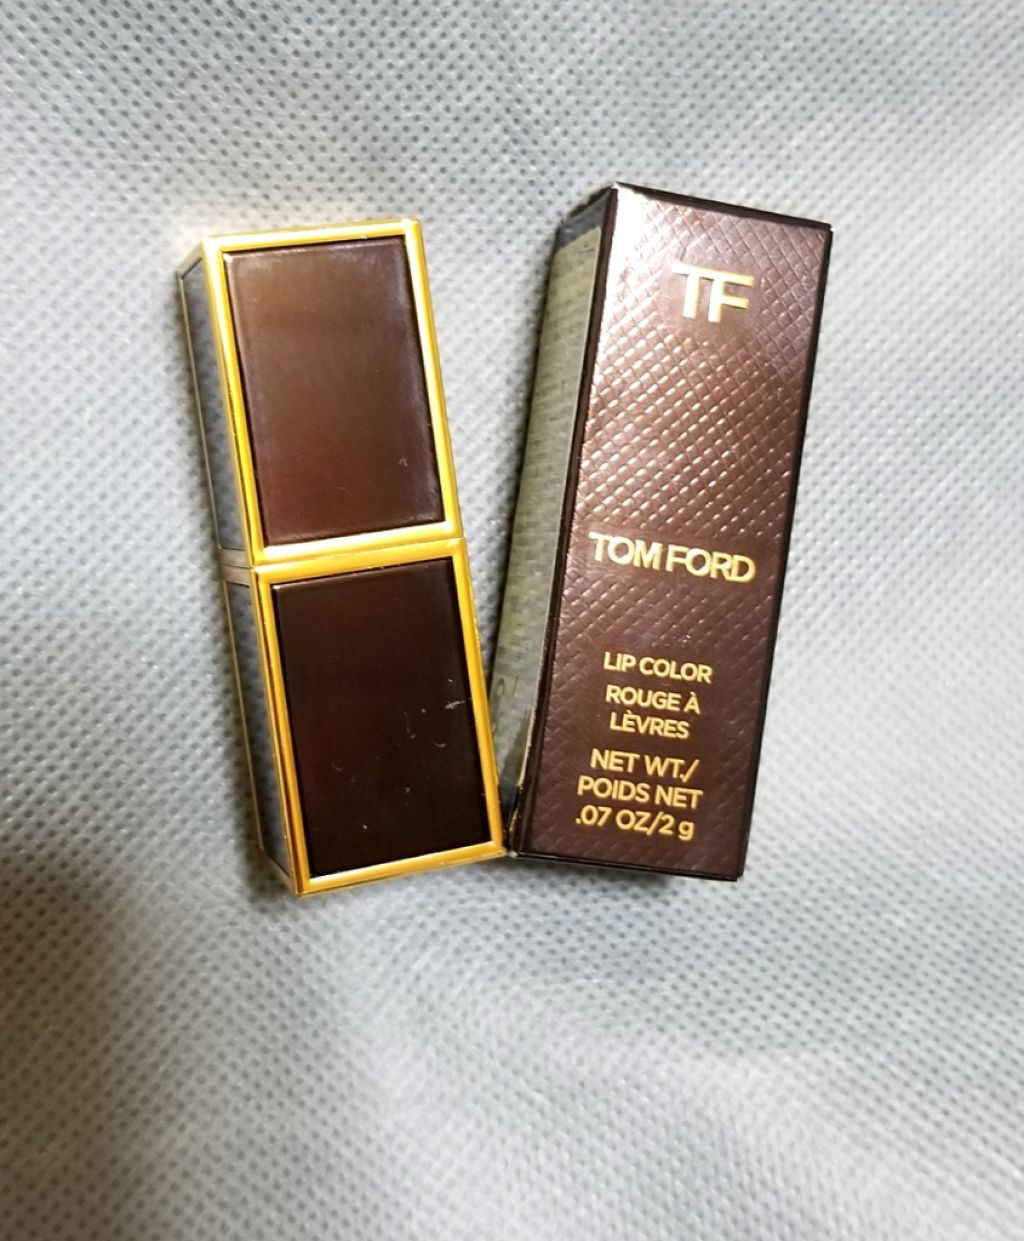 TF
TOM FORD
LIP COLOR
ROUGE À
LÈVRES
NET WT./
POIDS NET
.07 OZ/2 g